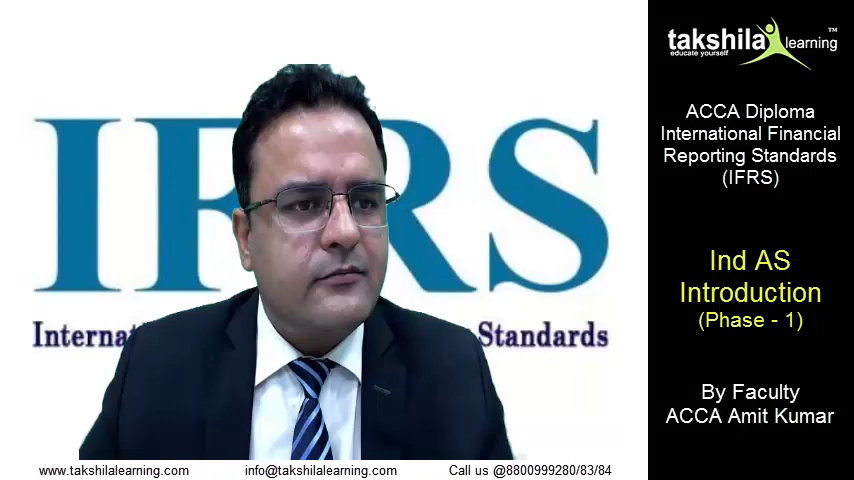 takshila learning TM
educate yourself
ACCA Diploma
International Financial
Reporting Standards
(IFRS)
Ind AS
Introduction
(Phase - 1)
By Faculty
ACCA Amit Kumar
IFRS
Internat
Standards
www.takshilalearning.com info@takshilalearning.com Call us @8800999280/83/84